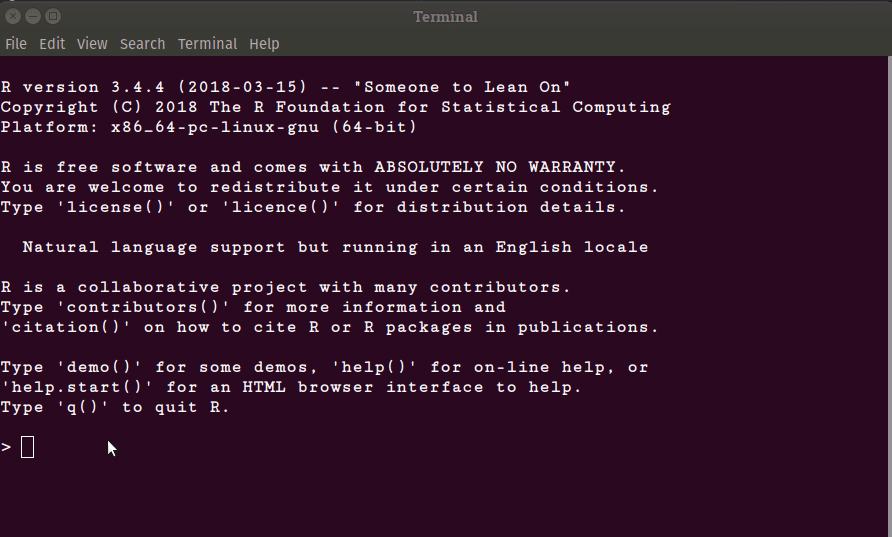 Terminal
File Edit View Search Terminal Help
R version 3.4.4 (2018-03-15) -- "Someone to Lean On"
Copyright (C) 2018 The R Foundation for Statistical Computing
Platform: x86_64-pc-linux-gnu (64-bit)
R is free software and comes with ABSOLUTELY NO WARRANTY.
You are welcome to redistribute it under certain conditions.
Type 'license()' or 'licence()' for distribution details.
Natural language support but running in an English locale
R is a collaborative project with many contributors.
Type 'contributors()' for more information and
'citation()' on how to cite R or R packages in publications.
Type 'demo()' for some demos, 'help()' for on-line help, or
'help.start()' for an HTML browser interface to help.
Type 'q()' to quit R.
>